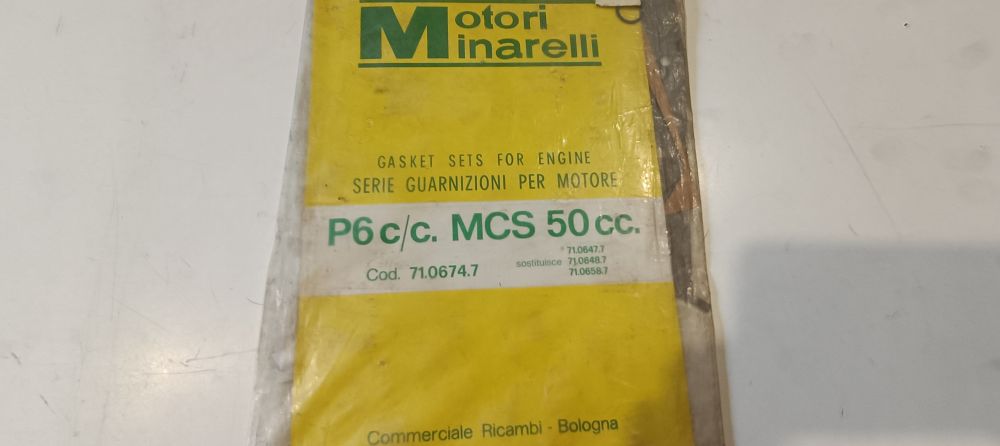 Motori
Minarelli
GASKET SETS FOR ENGINE
SERIE GUARNIZIONI PER MOTORE
P6 c/c. MCS 50 cc.
Cod. 71.0674.7
sostituisce
71.0647.7
71.0648.7
71.0658.7
Commerciale Ricambi - Bologna